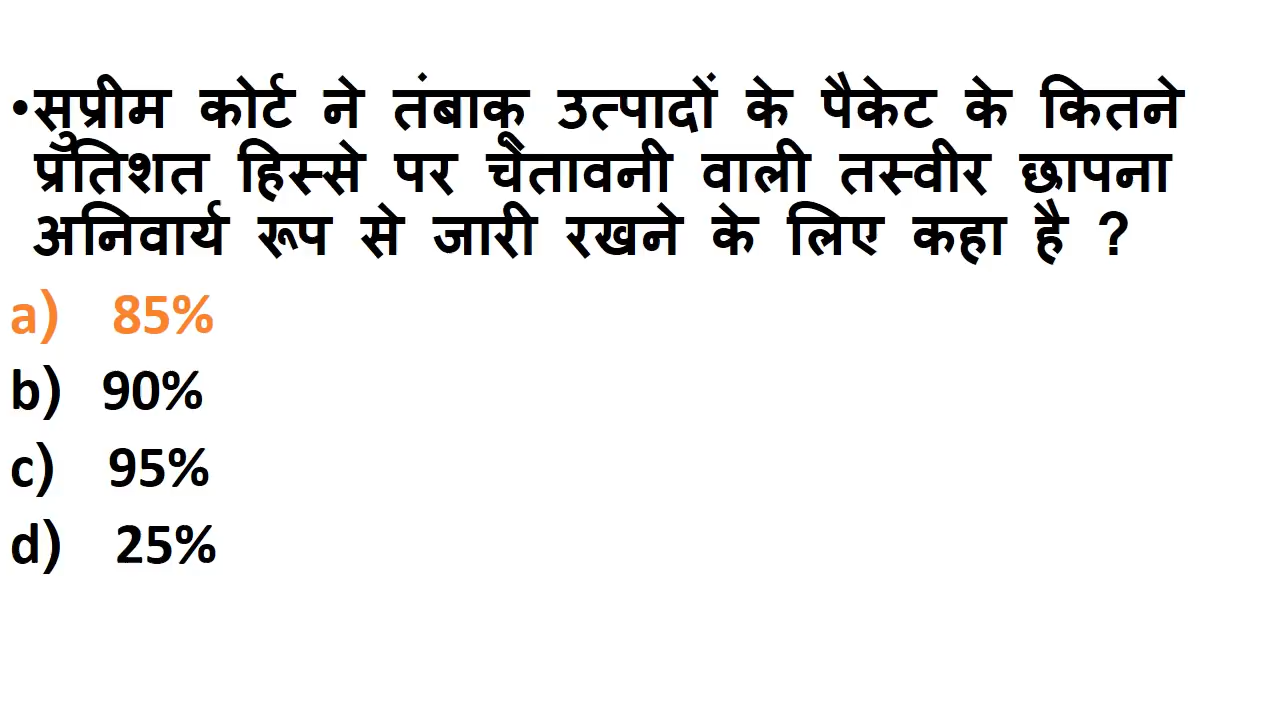 •सुप्रीम कोर्ट ने तंबाकू उत्पादों के पैकेट के कितने
प्रतिशत हिस्से पर चेतावनी वाली तस्वीर छापना
अनिवार्य रूप से जारी रखने के लिए कहा है ?
a) 85%
b) 90%
c) 95%
d) 25%